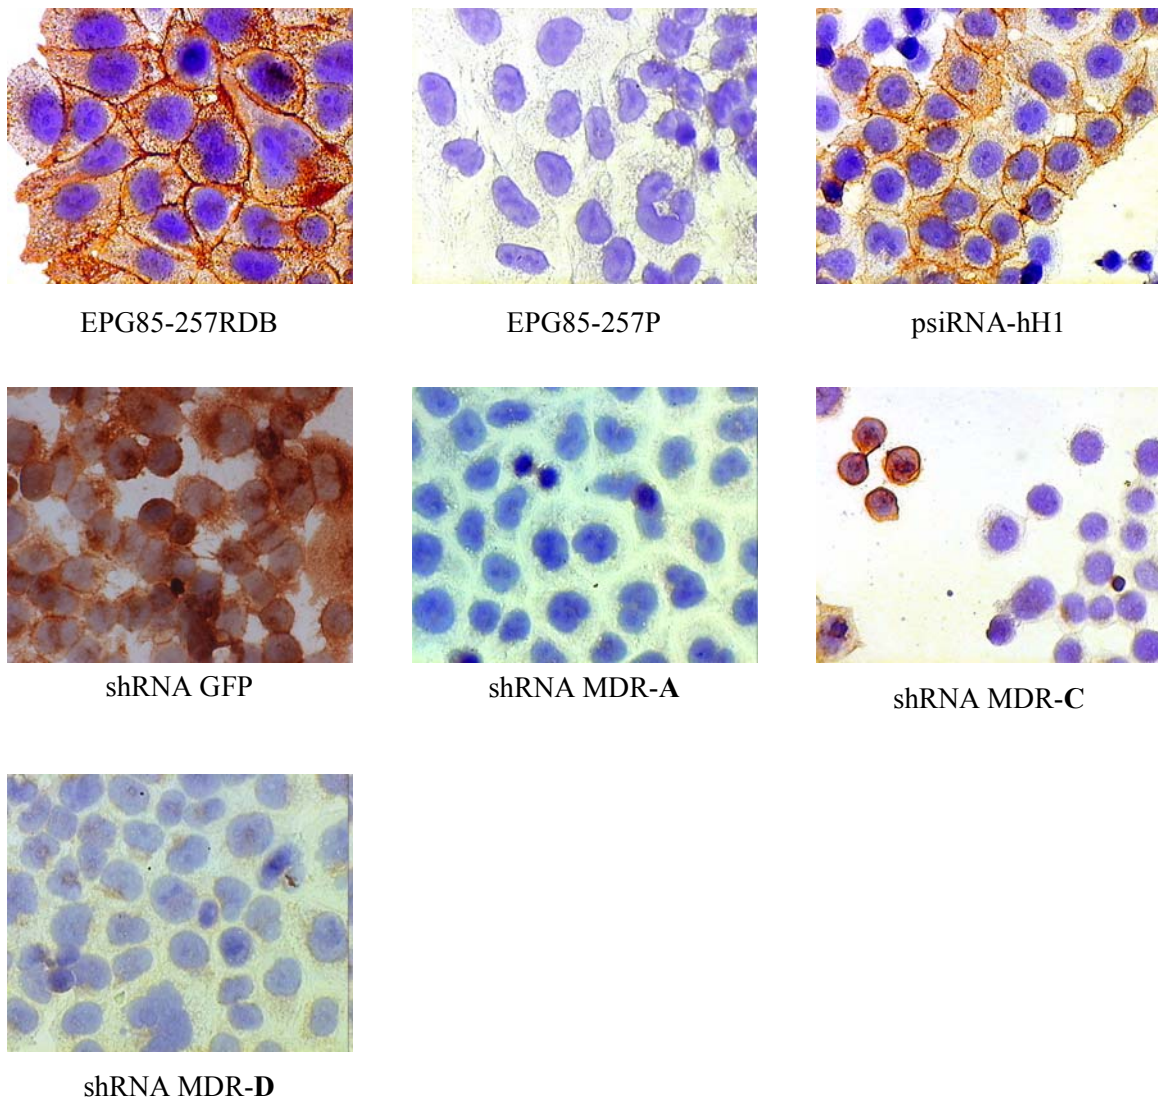 EPG85-257RDB
EPG85-257P
psiRNA-hH1
shRNA GFP
shRNA MDR-A
shRNA MDR-C
shRNA MDR-D